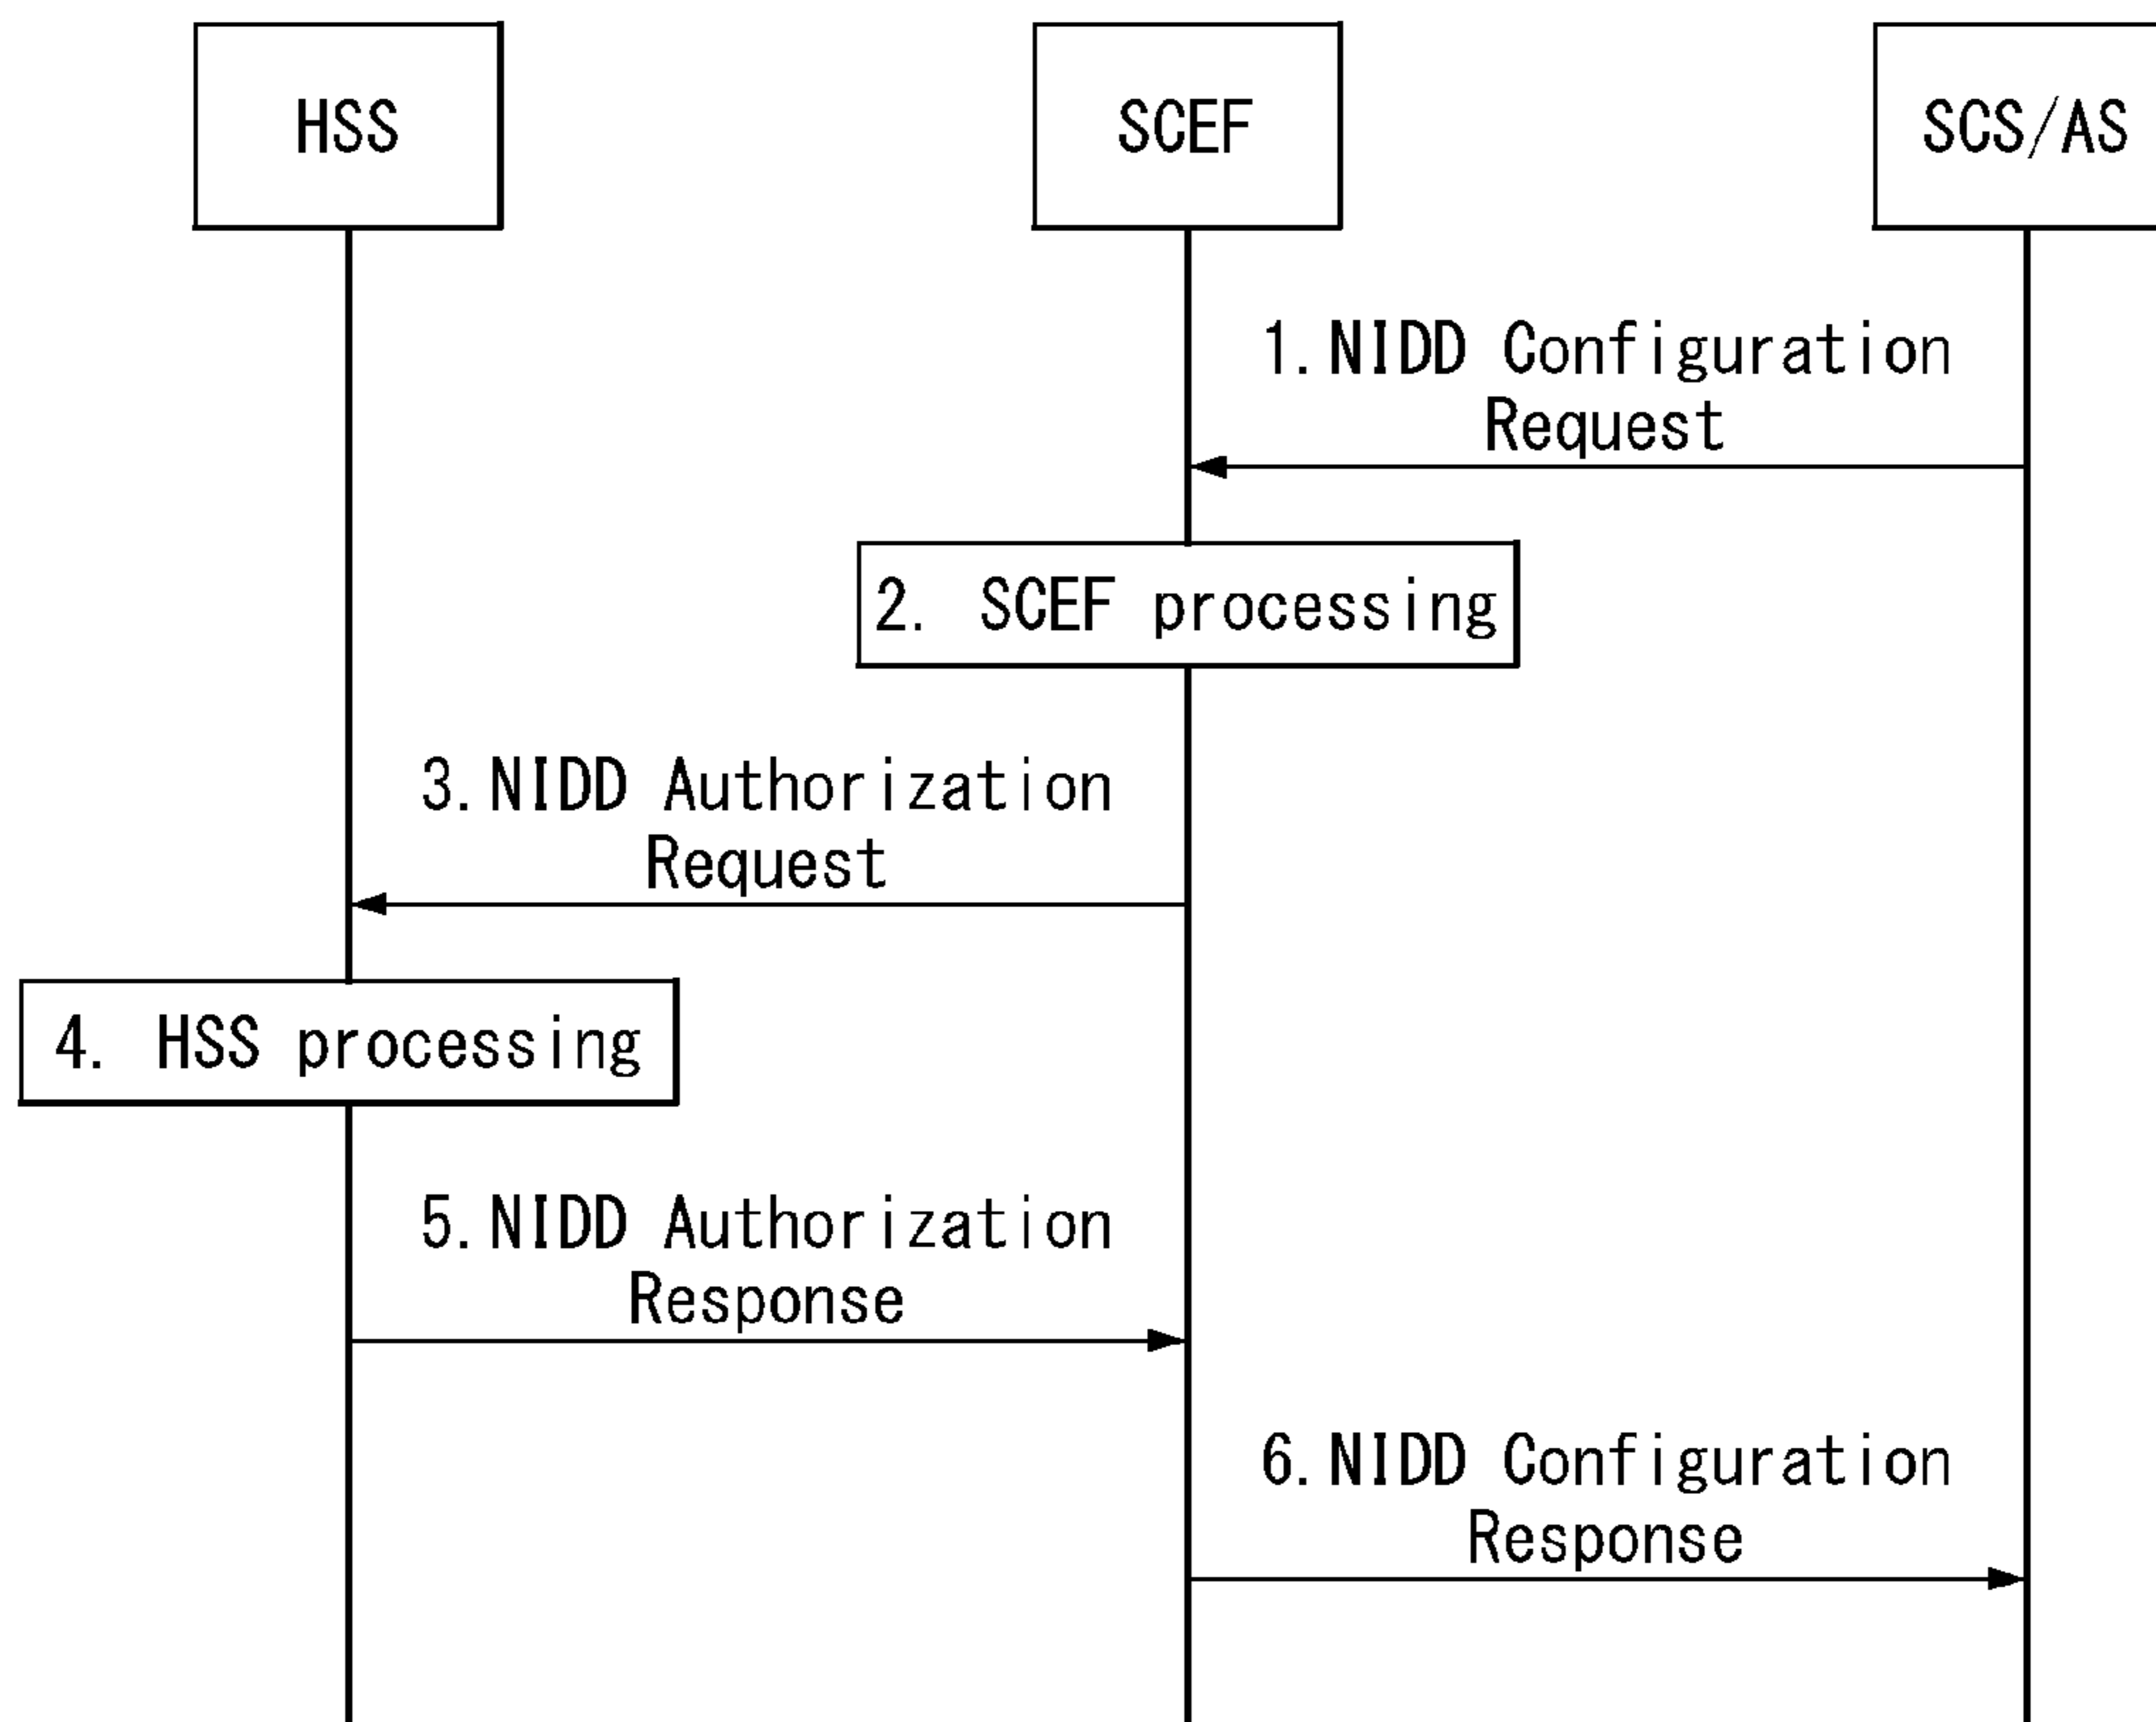 HSS
SCEF
SCS/AS
1. NIDD Configuration
Request
2. SCEF processing
3. NIDD Authorization
Request
4. HSS processing
5. NIDD Authorization
Response
6. NIDD Configuration
Response